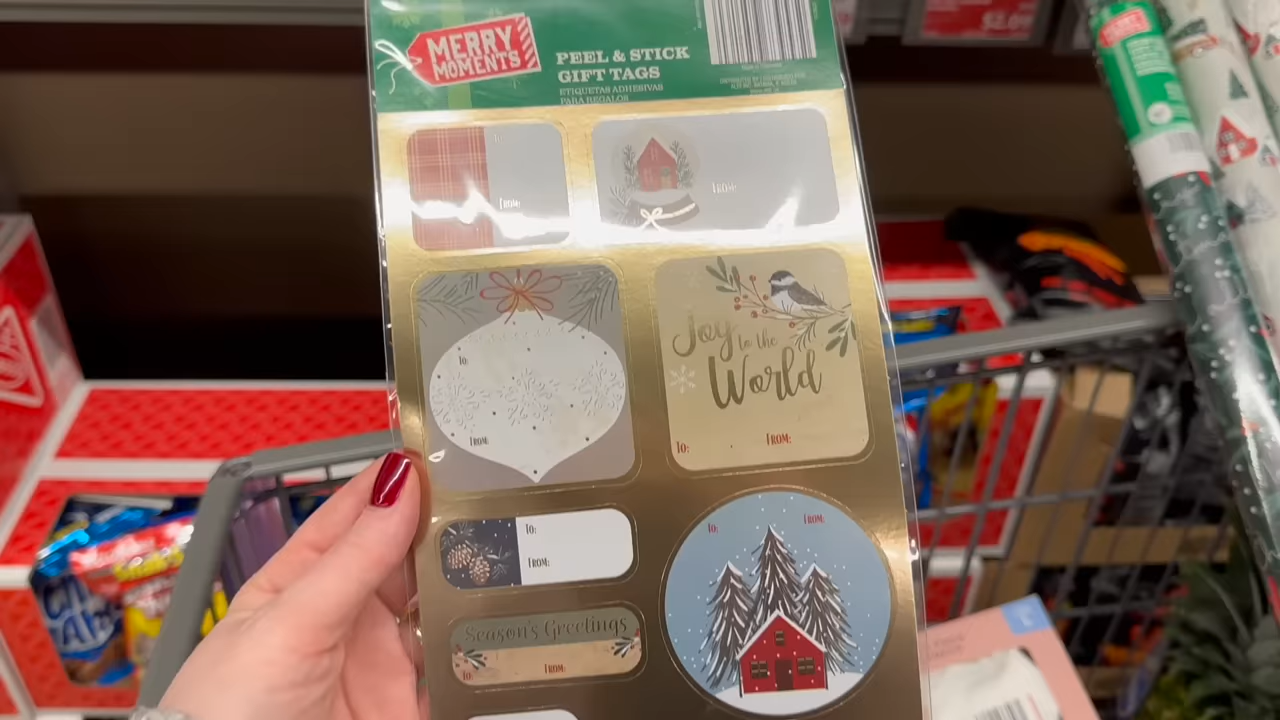 MERRY
MOMENTS
PEEL & STICK
GIFT TAGS
ETIQUETAS ADHESIVAS
PARA REGALOS
TO:
FROM:
FROM:
TO:
FROM:
Joy
to the
World
TO:
FROM:
TO:
FROM:
Season's Greetings
TO:
FROM:
TO:
FROM: